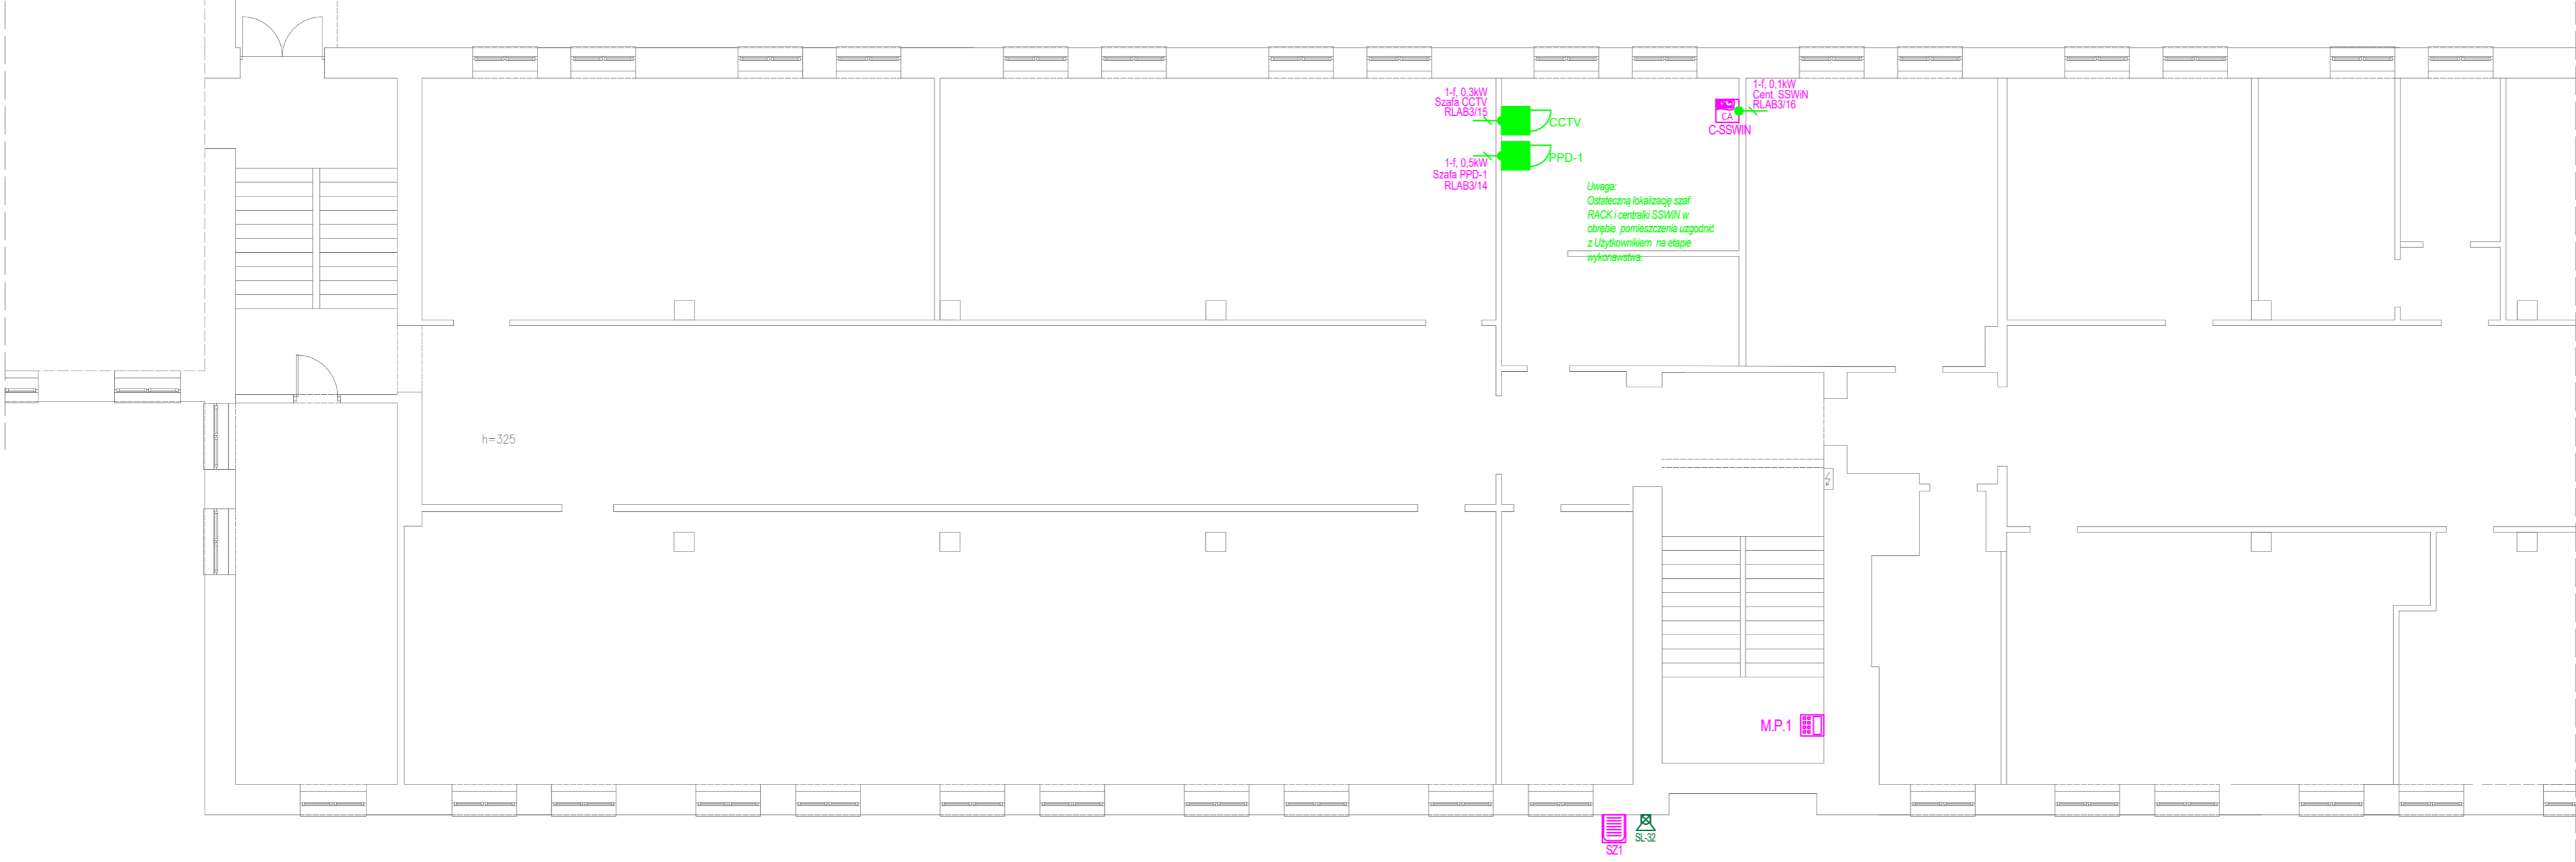 1-f, 0,3kW
Szafa CCTV
RLAB3/15
CCTV
1-f, 0,5kW
Szafa PPD-1
RLAB3/14
PPD-1
1-f, 0,1kW
Cent. SSWiN
RLAB3/16
CA
C-SSWIN
Uwaga:
Ostateczną lokalizację szaf
RACK i centralki SSWiN w
obrębie pomieszczenia uzgodnić
z Użytkownikiem na etapie
wykonawstwa.
h=325
M.P.1
SZ1
SL-32